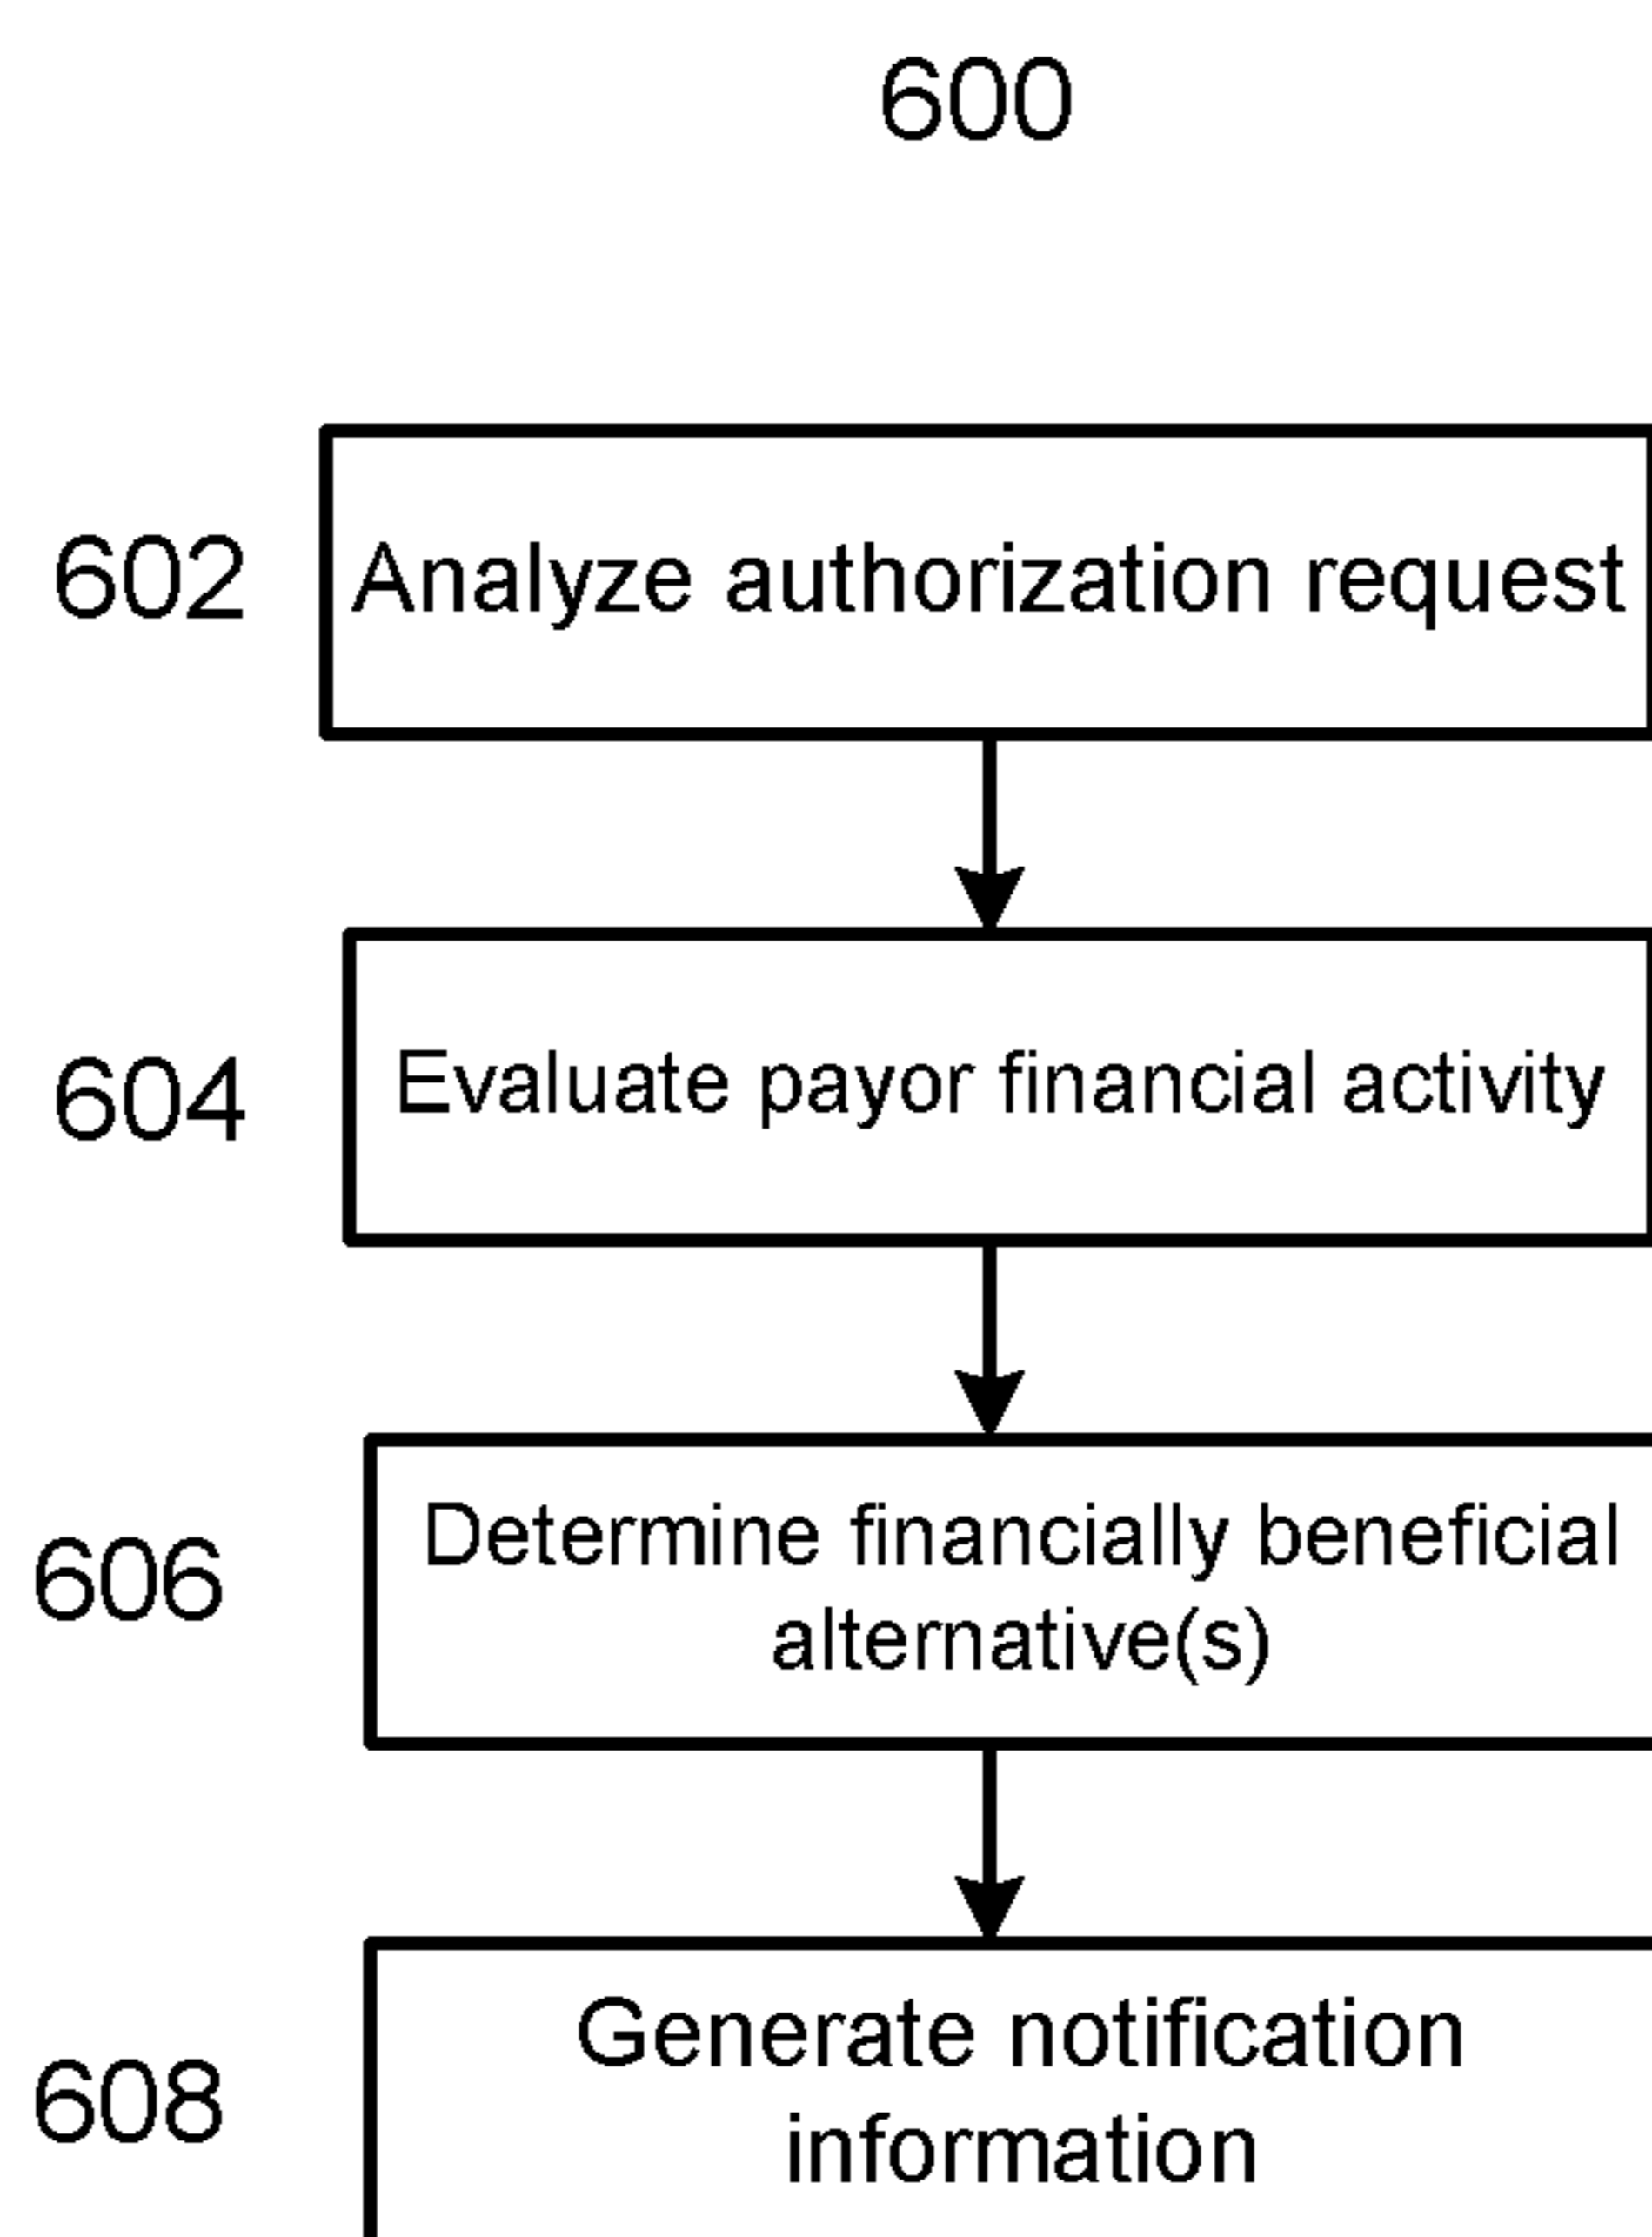 600
602 Analyze authorization request
604 Evaluate payor financial activity
606 Determine financially beneficial
alternative(s)
608 Generate notification
information